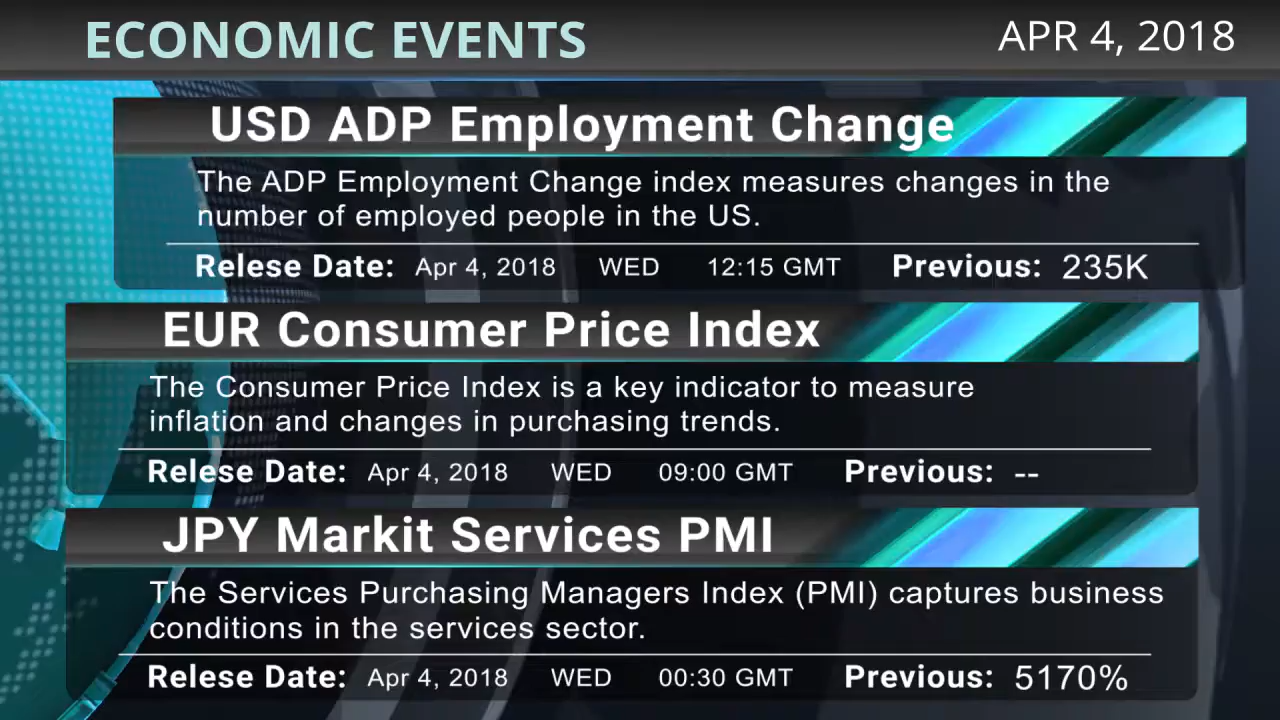 ECONOMIC EVENTS
APR 4, 2018
USD ADP Employment Change
The ADP Employment Change index measures changes in the
number of employed people in the US.
Relese Date: Apr 4, 2018 WED 12:15 GMT Previous: 235K
EUR Consumer Price Index
The Consumer Price Index is a key indicator to measure
inflation and changes in purchasing trends.
Relese Date: Apr 4, 2018 WED 09:00 GMT Previous: --
JPY Markit Services PMI
The Services Purchasing Managers Index (PMI) captures business
conditions in the services sector.
Relese Date: Apr 4, 2018 WED 00:30 GMT Previous: 5170%